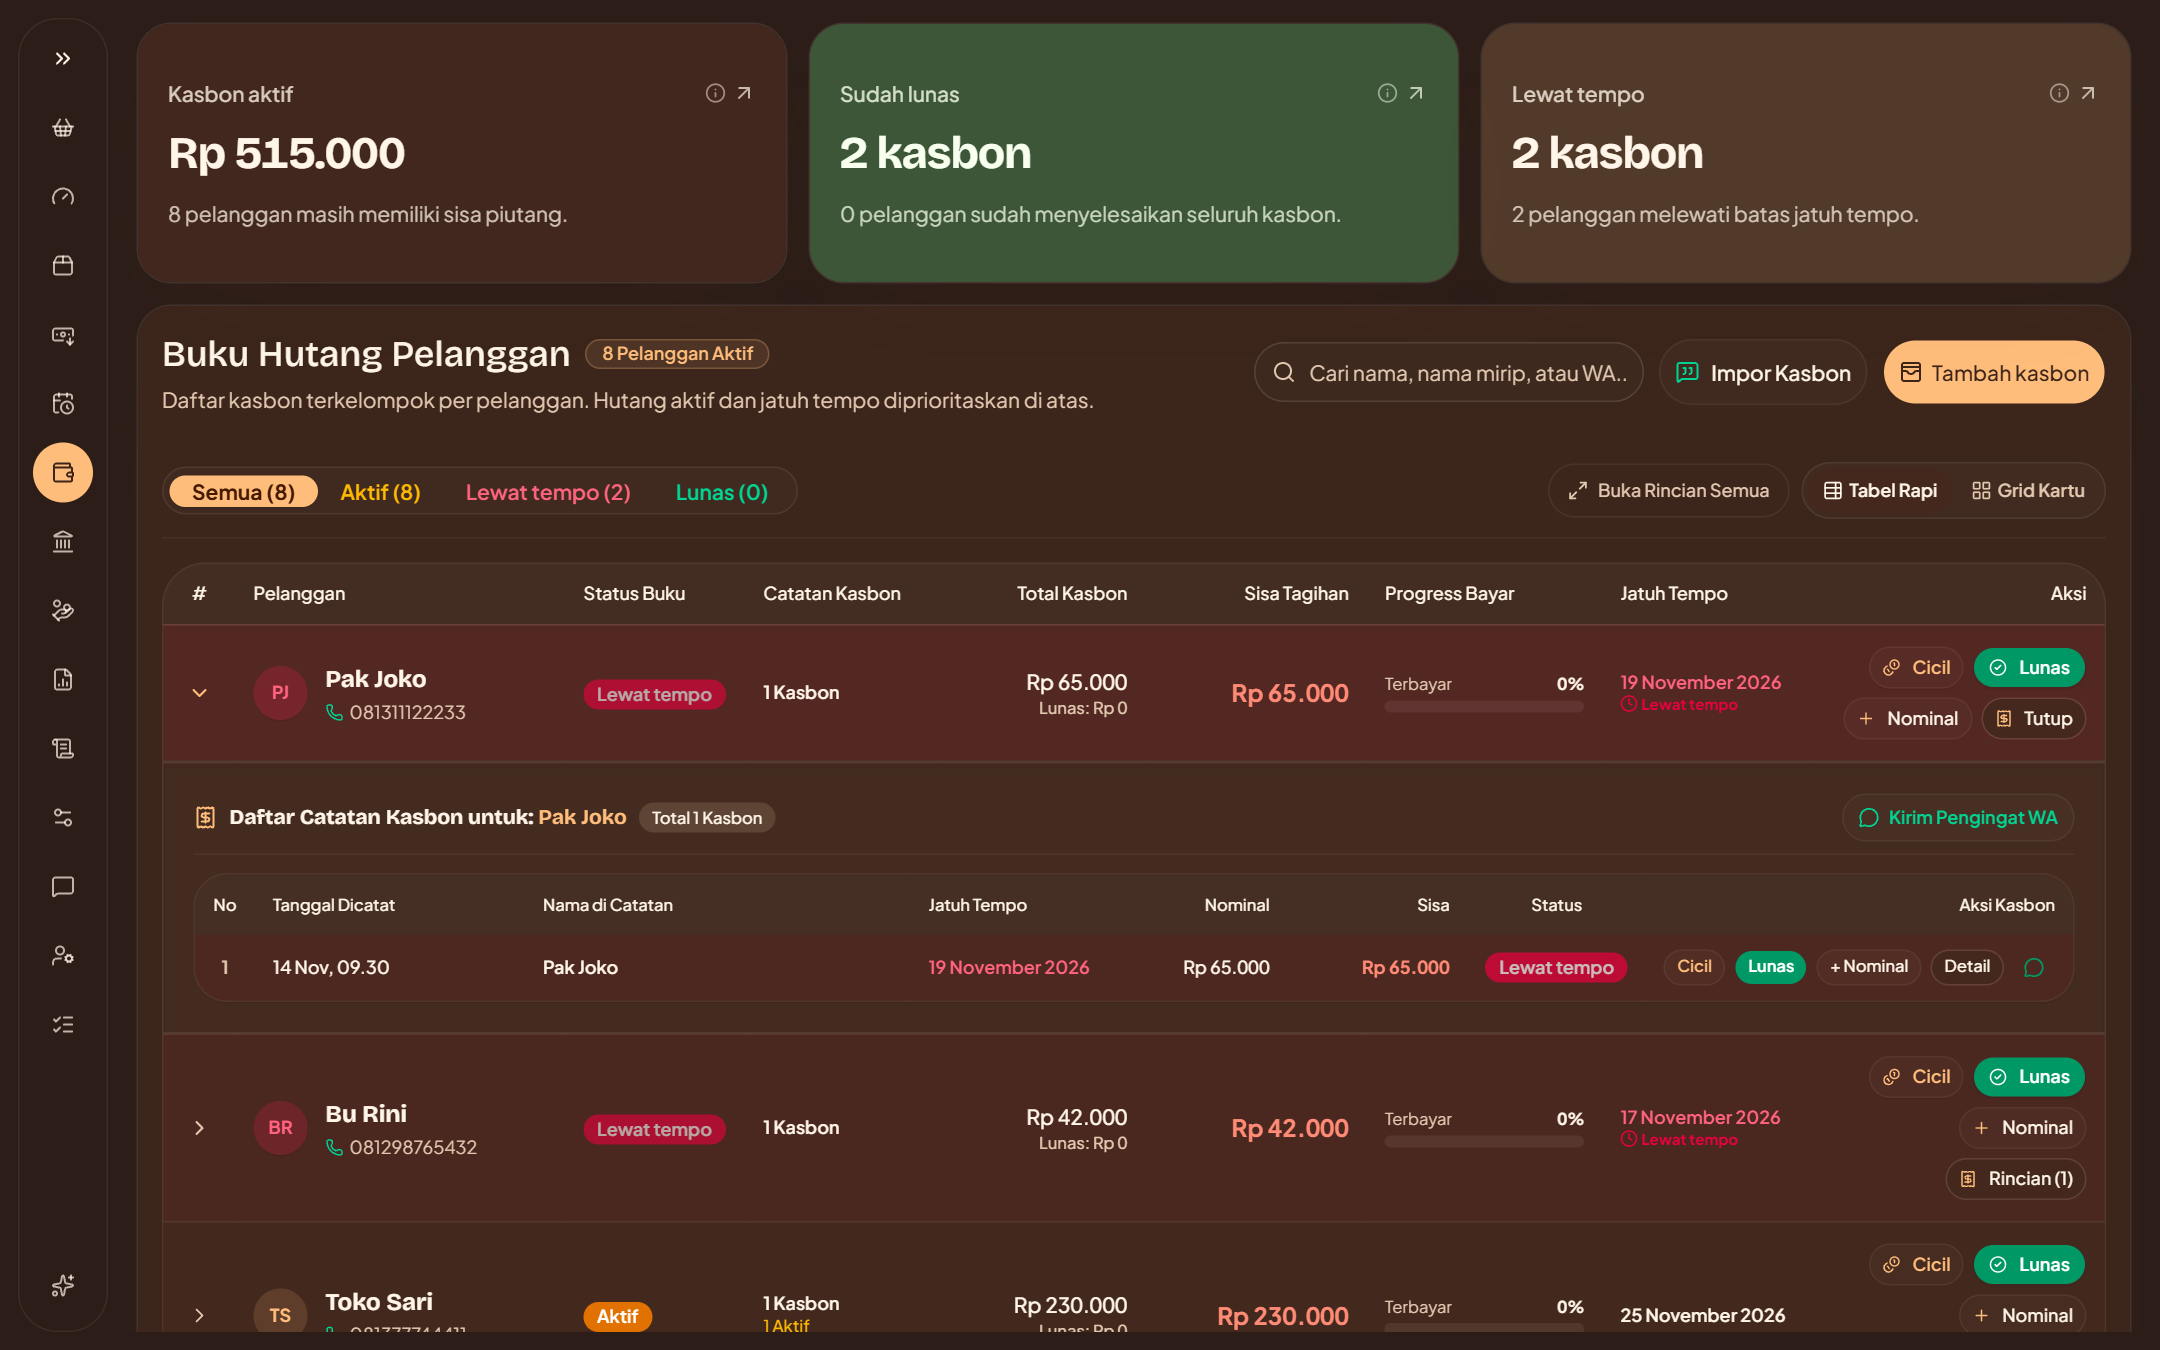 Kasbon aktif
Rp 515.000
8 pelanggan masih memiliki sisa piutang.
Sudah lunas
2 kasbon
0 pelanggan sudah menyelesaikan seluruh kasbon.
Lewat tempo
2 kasbon
2 pelanggan melewati batas jatuh tempo.
Buku Hutang Pelanggan 8 Pelanggan Aktif
Daftar kasbon terkelompok per pelanggan. Hutang aktif dan jatuh tempo diprioritaskan di atas.
Cari nama, nama mirip, atau WA.. Impor Kasbon Tambah kasbon
Semua (8) Aktif (8) Lewat tempo (2) Lunas (0) Buka Rincian Semua Tabel Rapi Grid Kartu
# Pelanggan Status Buku Catatan Kasbon Total Kasbon Sisa Tagihan Progress Bayar Jatuh Tempo Aksi
PJ Pak Joko Lewat tempo 1 Kasbon Rp 65.000 Rp 65.000 Terbayar 0% 19 November 2026 Cicil Lunas
081311122233 Lunas: Rp 0 Lewat tempo Nominal Tutup
Daftar Catatan Kasbon untuk: Pak Joko Total 1 Kasbon Kirim Pengingat WA
No Tanggal Dicatat Nama di Catatan Jatuh Tempo Nominal Sisa Status Aksi Kasbon
1 14 Nov, 09.30 Pak Joko 19 November 2026 Rp 65.000 Rp 65.000 Lewat tempo Cicil Lunas + Nominal Detail
BR Bu Rini Lewat tempo 1 Kasbon Rp 42.000 Rp 42.000 Terbayar 0% 17 November 2026 Cicil Lunas
081298765432 Lunas: Rp 0 Lewat tempo Nominal
Rincian (1)
TS Toko Sari Aktif 1 Kasbon Rp 230.000 Rp 230.000 Terbayar 0% 25 November 2026 Cicil Lunas
1 Aktif Lunas: Rp 0 Nominal